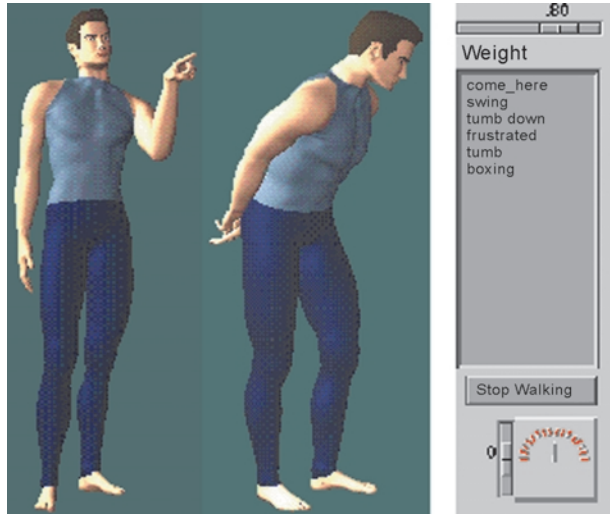 .80
Weight
come_here
swing
tumb down
frustrated
tumb
boxing
Stop Walking
0